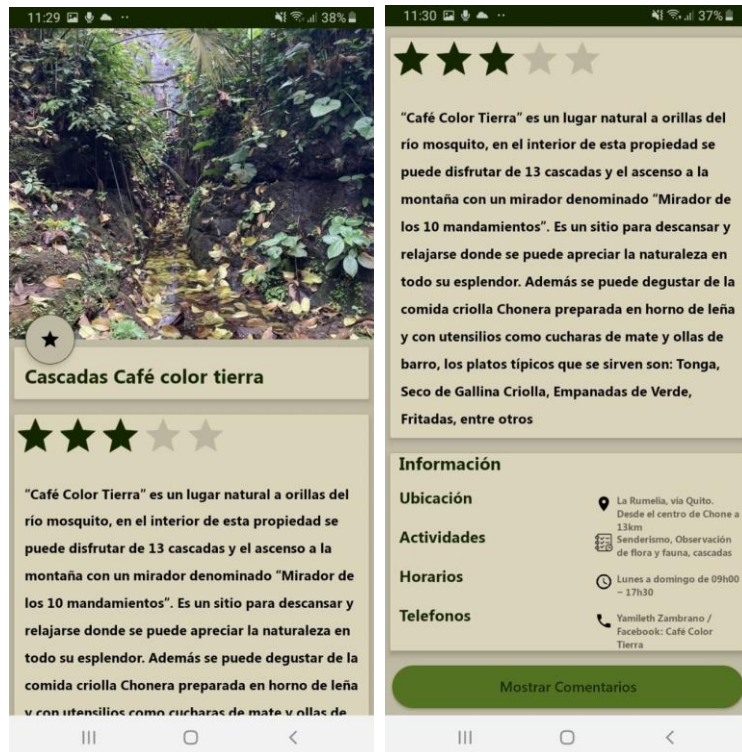 11:29
38%
Cascadas Café color tierra
“Café Color Tierra” es un lugar natural a orillas del
río mosquito, en el interior de esta propiedad se
puede disfrutar de 13 cascadas y el ascenso a la
montaña con un mirador denominado “Mirador de
los 10 mandamientos”. Es un sitio para descansar y
relajarse donde se puede apreciar la naturaleza en
todo su esplendor. Además se puede degustar de la
comida criolla Chonera preparada en horno de leña
y con utensilios como cucharas de mate y ollas de
11:30
37%
“Café Color Tierra” es un lugar natural a orillas del
río mosquito, en el interior de esta propiedad se
puede disfrutar de 13 cascadas y el ascenso a la
montaña con un mirador denominado “Mirador de
los 10 mandamientos”. Es un sitio para descansar y
relajarse donde se puede apreciar la naturaleza en
todo su esplendor. Además se puede degustar de la
comida criolla Chonera preparada en horno de leña
y con utensilios como cucharas de mate y ollas de
barro, los platos típicos que se sirven son: Tonga,
Seco de Gallina Criolla, Empanadas de Verde,
Fritadas, entre otros
Información
Ubicación
La Rumelia, vía Quito.
Desde el centro de Chone a
13km
Actividades
Senderismo, Observación
de flora y fauna, cascadas
Horarios
Lunes a domingo de 09h00
– 17h30
Telefonos
Yamileth Zambrano /
Facebook: Café Color
Tierra
Mostrar Comentarios